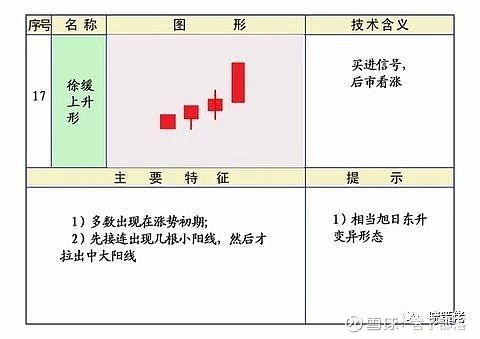 序号 名称 图形 技术含义
17
徐缓
上升
形
买进信号，
后市看涨
主要特征 提示
1）多数出现在涨势初期;
2）先接连出现几根小阳线，然后才
拉出中大阳线
1）相当旭日东升
变异形态
雪球